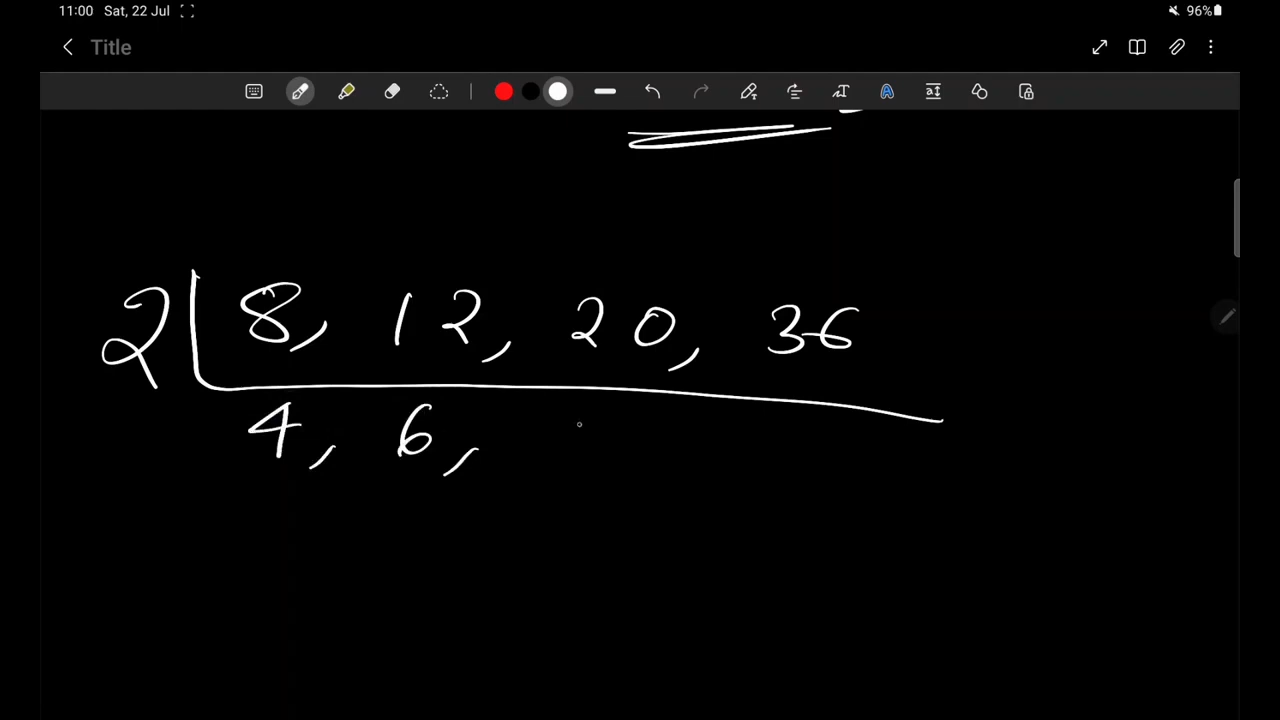 11:00 Sat, 22 Jul 96%
Title
2 8, 12, 20, 36
4, 6,